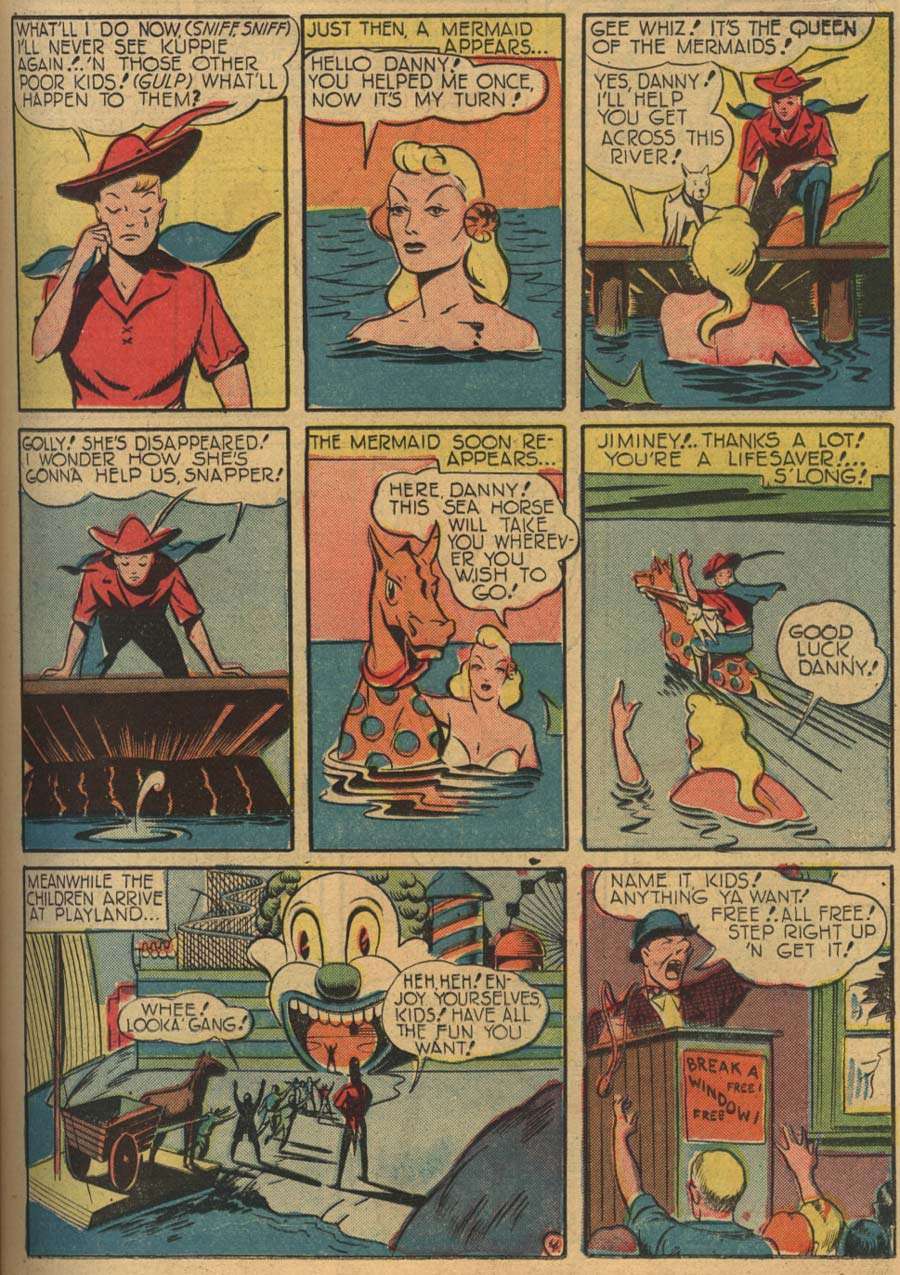 WHAT'LL I DO NOW, (SNIFF, SNIFF)
I'LL NEVER SEE KUPPIE
AGAIN!..'N THOSE OTHER
POOR KIDS! (GULP) WHAT'LL
HAPPEN TO THEM?
JUST THEN, A MERMAID
APPEARS...
HELLO DANNY!
YOU HELPED ME ONCE,
NOW IT'S MY TURN!
GEE WHIZ! IT'S THE QUEEN
OF THE MERMAIDS!
YES, DANNY!
I'LL HELP
YOU GET
ACROSS THIS
RIVER!
GOLLY! SHE'S DISAPPEARED!
I WONDER HOW SHE'S
GONNA HELP US, SNAPPER!
THE MERMAID SOON RE-
APPEARS...
HERE, DANNY!
THIS SEA HORSE
WILL TAKE
YOU WHEREV-
ER YOU
WISH TO
GO!
JIMINEY!..THANKS A LOT!
YOU'RE A LIFESAVER!...
S'LONG!
GOOD
LUCK,
DANNY!
MEANWHILE THE
CHILDREN ARRIVE
AT PLAYLAND...
WHEE!
LOOKA' GANG!
HEH, HEH! EN-
JOY YOURSELVES,
KIDS! HAVE ALL
THE FUN YOU
WANT!
4
NAME IT, KIDS!
ANYTHING YA WANT!
FREE! ALL FREE!
STEP RIGHT UP
'N GET IT!
BREAK A
WINDOW!
FREE!
FREE